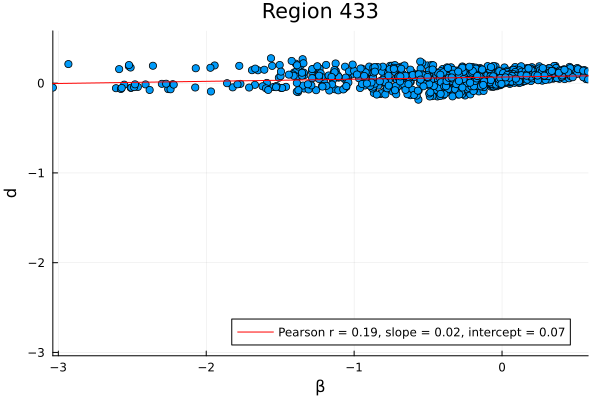 Region 433
d
0
−1
−2
−3
Pearson r = 0.19, slope = 0.02, intercept = 0.07
−3
−2
−1
0
β